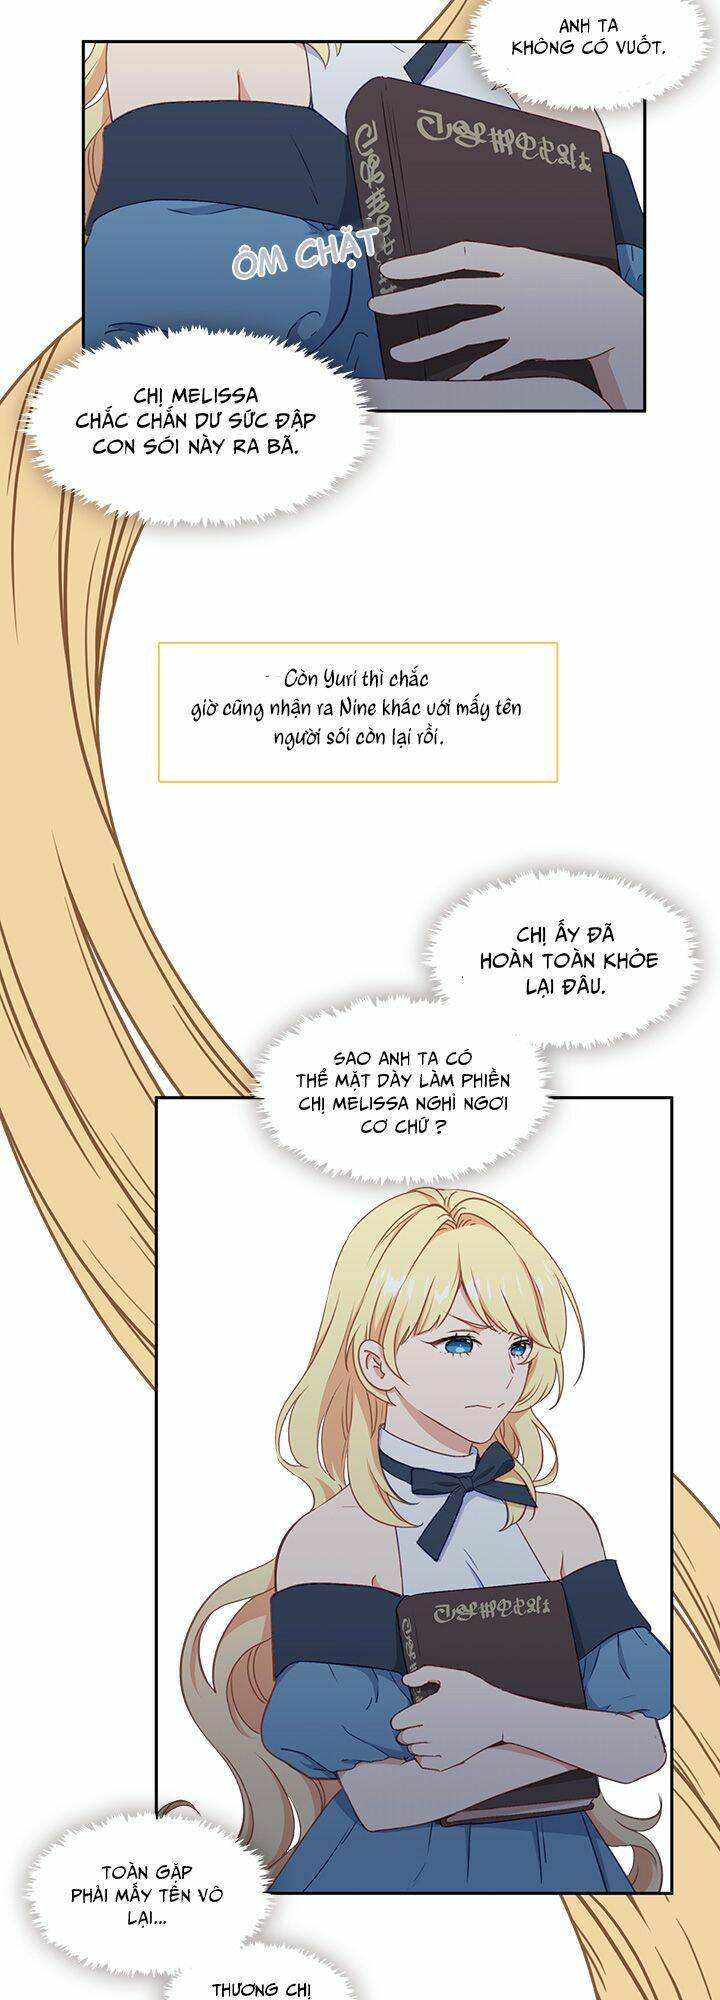 ANH TA
KHÔNG CÓ VUỐT.
ÔM CHẶT
CHỊ MELISSA
CHẮC CHẮN DƯ SỨC ĐẬP
CON SÓI NÀY RA BÃ.
- Còn Yuri thì chắc
giờ cũng nhận ra Nine khác với mấy tên
người sói còn lại rồi.
CHỊ ẤY ĐÃ
HOÀN TOÀN KHỎE
LẠI ĐÂU.
SAO ANH TA CÓ
THỂ MẶT DÀY LÀM PHIỀN
CHỊ MELISSA NGHỈ NGƠI
CƠ CHỨ ?
TOÀN GẶP
PHẢI MẤY TÊN VÔ
LẠI...
THƯƠNG CHỊ